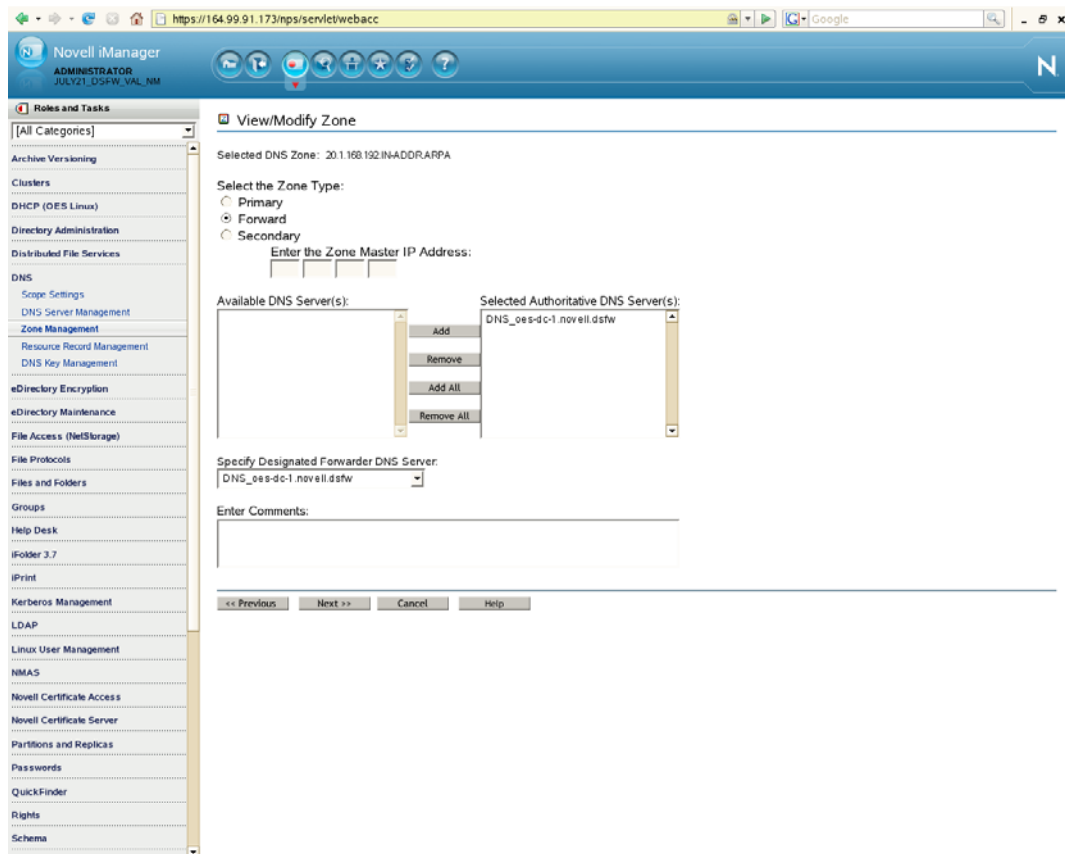 https://164.99.91.173/nps/servlet/webacc
Google
Novell iManager
ADMINISTRATOR
JULY21_DSFW_VAL_NM
N
Roles and Tasks
[All Categories]
Archive Versioning
Clusters
DHCP (OES Linux)
Directory Administration
Distributed File Services
DNS
Scope Settings
DNS Server Management
Zone Management
Resource Record Management
DNS Key Management
eDirectory Encryption
eDirectory Maintenance
File Access (NetStorage)
File Protocols
Files and Folders
Groups
Help Desk
iFolder 3.7
iPrint
Kerberos Management
LDAP
Linux User Management
NMAS
Novell Certificate Access
Novell Certificate Server
Partitions and Replicas
Passwords
QuickFinder
Rights
Schema
View/Modify Zone
Selected DNS Zone: 20.1.168.192.IN-ADDR.ARPA
Select the Zone Type:
Primary
Forward
Secondary
Enter the Zone Master IP Address:
Available DNS Server(s):
Selected Authoritative DNS Server(s):
DNS_oes-dc-1.novell.dsfw
Add
Remove
Add All
Remove All
Specify Designated Forwarder DNS Server:
DNS_oes-dc-1.novell.dsfw
Enter Comments:
<< Previous
Next >>
Cancel
Help